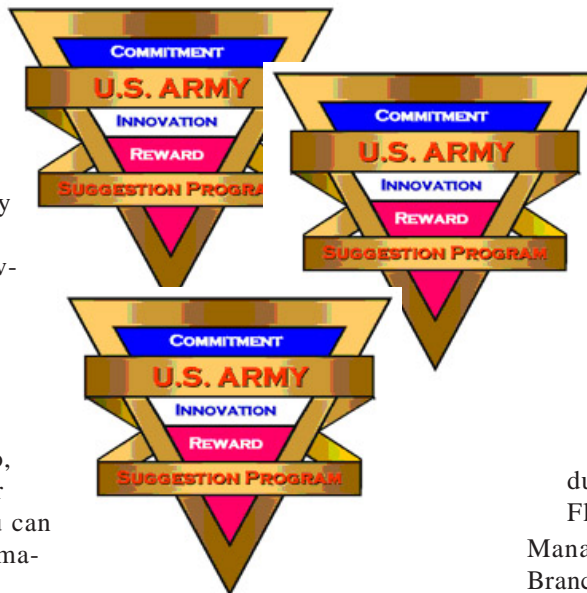 COMMITMENT
U.S. ARMY
INNOVATION
REWARD
SUGGESTION PROGRA
COMMITMENT
U.S. ARMY
INNOVATION
REWARD
SUGGESTION PROGRAM
y
y-
COMMITMENT
U.S. ARMY
INNOVATION
REWARD
SUGGESTION PROGRAM
can
ma-
du
Mana
Branc